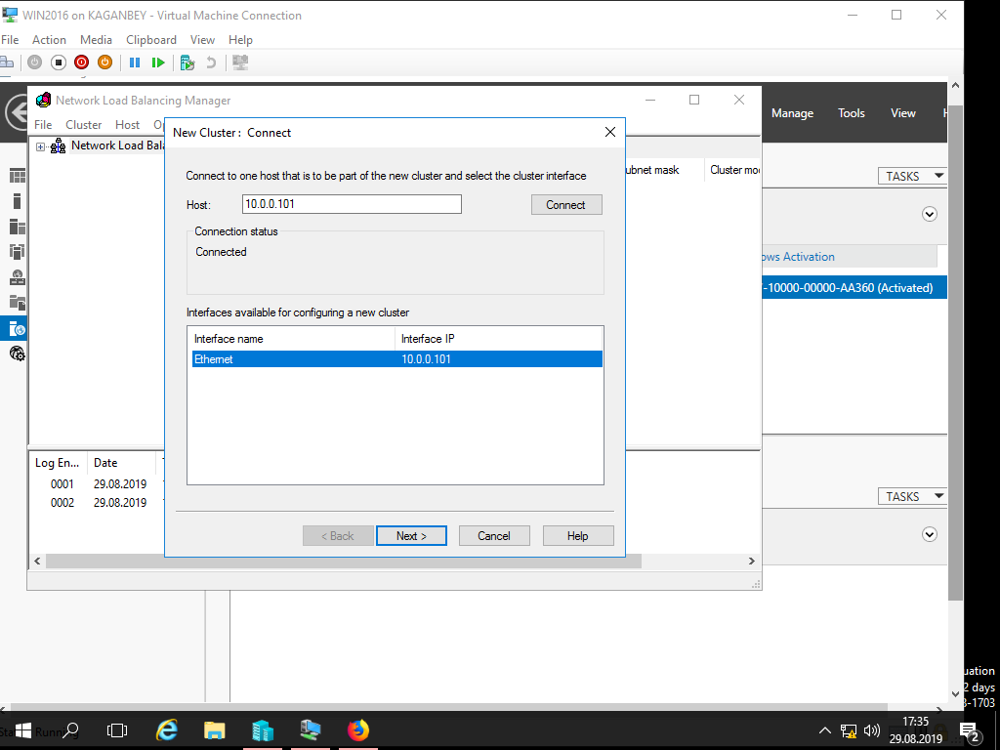 WIN2016 on KAGANBEY - Virtual Machine Connection
File Action Media Clipboard View Help
Network Load Balancing Manager
Manage Tools View
File Cluster Host
New Cluster : Connect
Network Load
Connect to one host that is to be part of the new cluster and select the cluster interface
ubnet mask Cluster mo
TASKS
Host: 10.0.0.101 Connect
Connection status
Connected
ows Activation
-10000-00000-AA360 (Activated)
Interfaces available for configuring a new cluster
Interface name Interface IP
Ethernet 10.0.0.101
Log En... Date
0001 29.08.2019
0002 29.08.2019
TASKS
< Back Next > Cancel Help
uation
2 days
-1703
17:35
29.08.2019
2